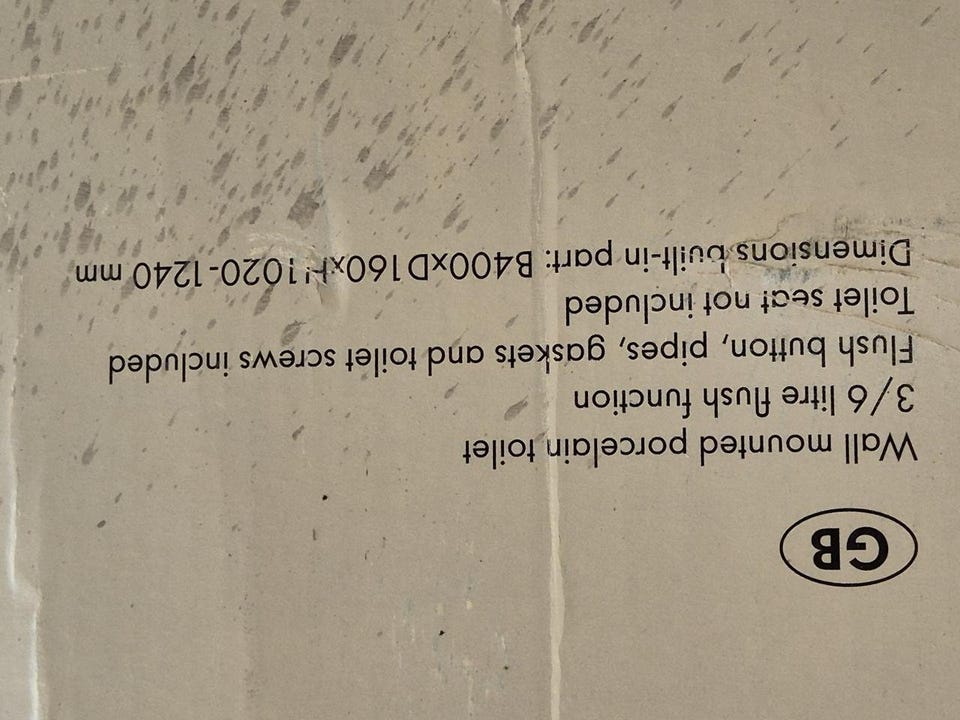 GB
Wall mounted porcelain toilet
3/6 litre flush function
Flush button, pipes, gaskets and toilet screws included
Toilet seat not included
Dimensions built-in part: B400xD160xH1020-1240 mm